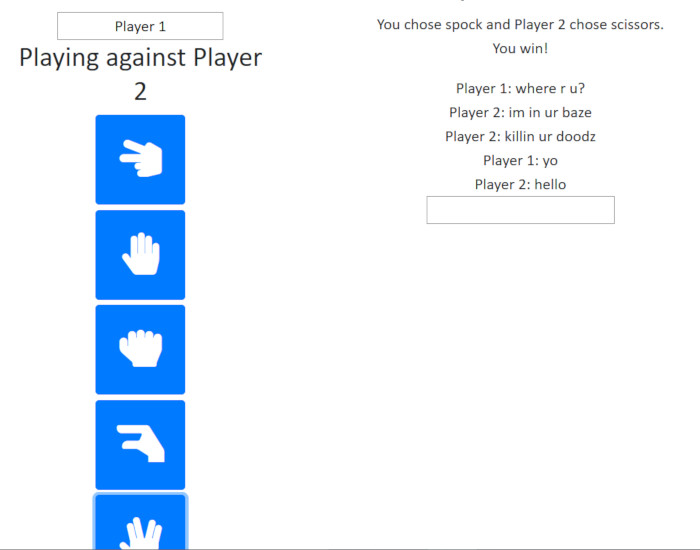 Player 1
Playing against Player
2
You chose spock and Player 2 chose scissors.
You win!
Player 1: where r u?
Player 2: im in ur baze
Player 2: killin ur doodz
Player 1: yo
Player 2: hello